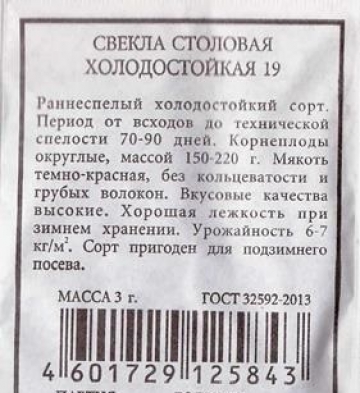 СВЕКЛА СТОЛОВАЯ
ХОЛОДОСТОЙКАЯ 19
Раннеспелый холодостойкий сорт.
Период от всходов до технической
спелости 70-90 дней. Корнеплоды
округлые, массой 150-220 г. Мякоть
темно-красная, без кольцеватости и
грубых волокон. Вкусовые качества
высокие. Хорошая лежкость при
зимнем хранении. Урожайность 6-7
кг/м². Сорт пригоден для подзимнего
посева.
МАССА 3 г. ГОСТ 32592-2013
4 601729 125843